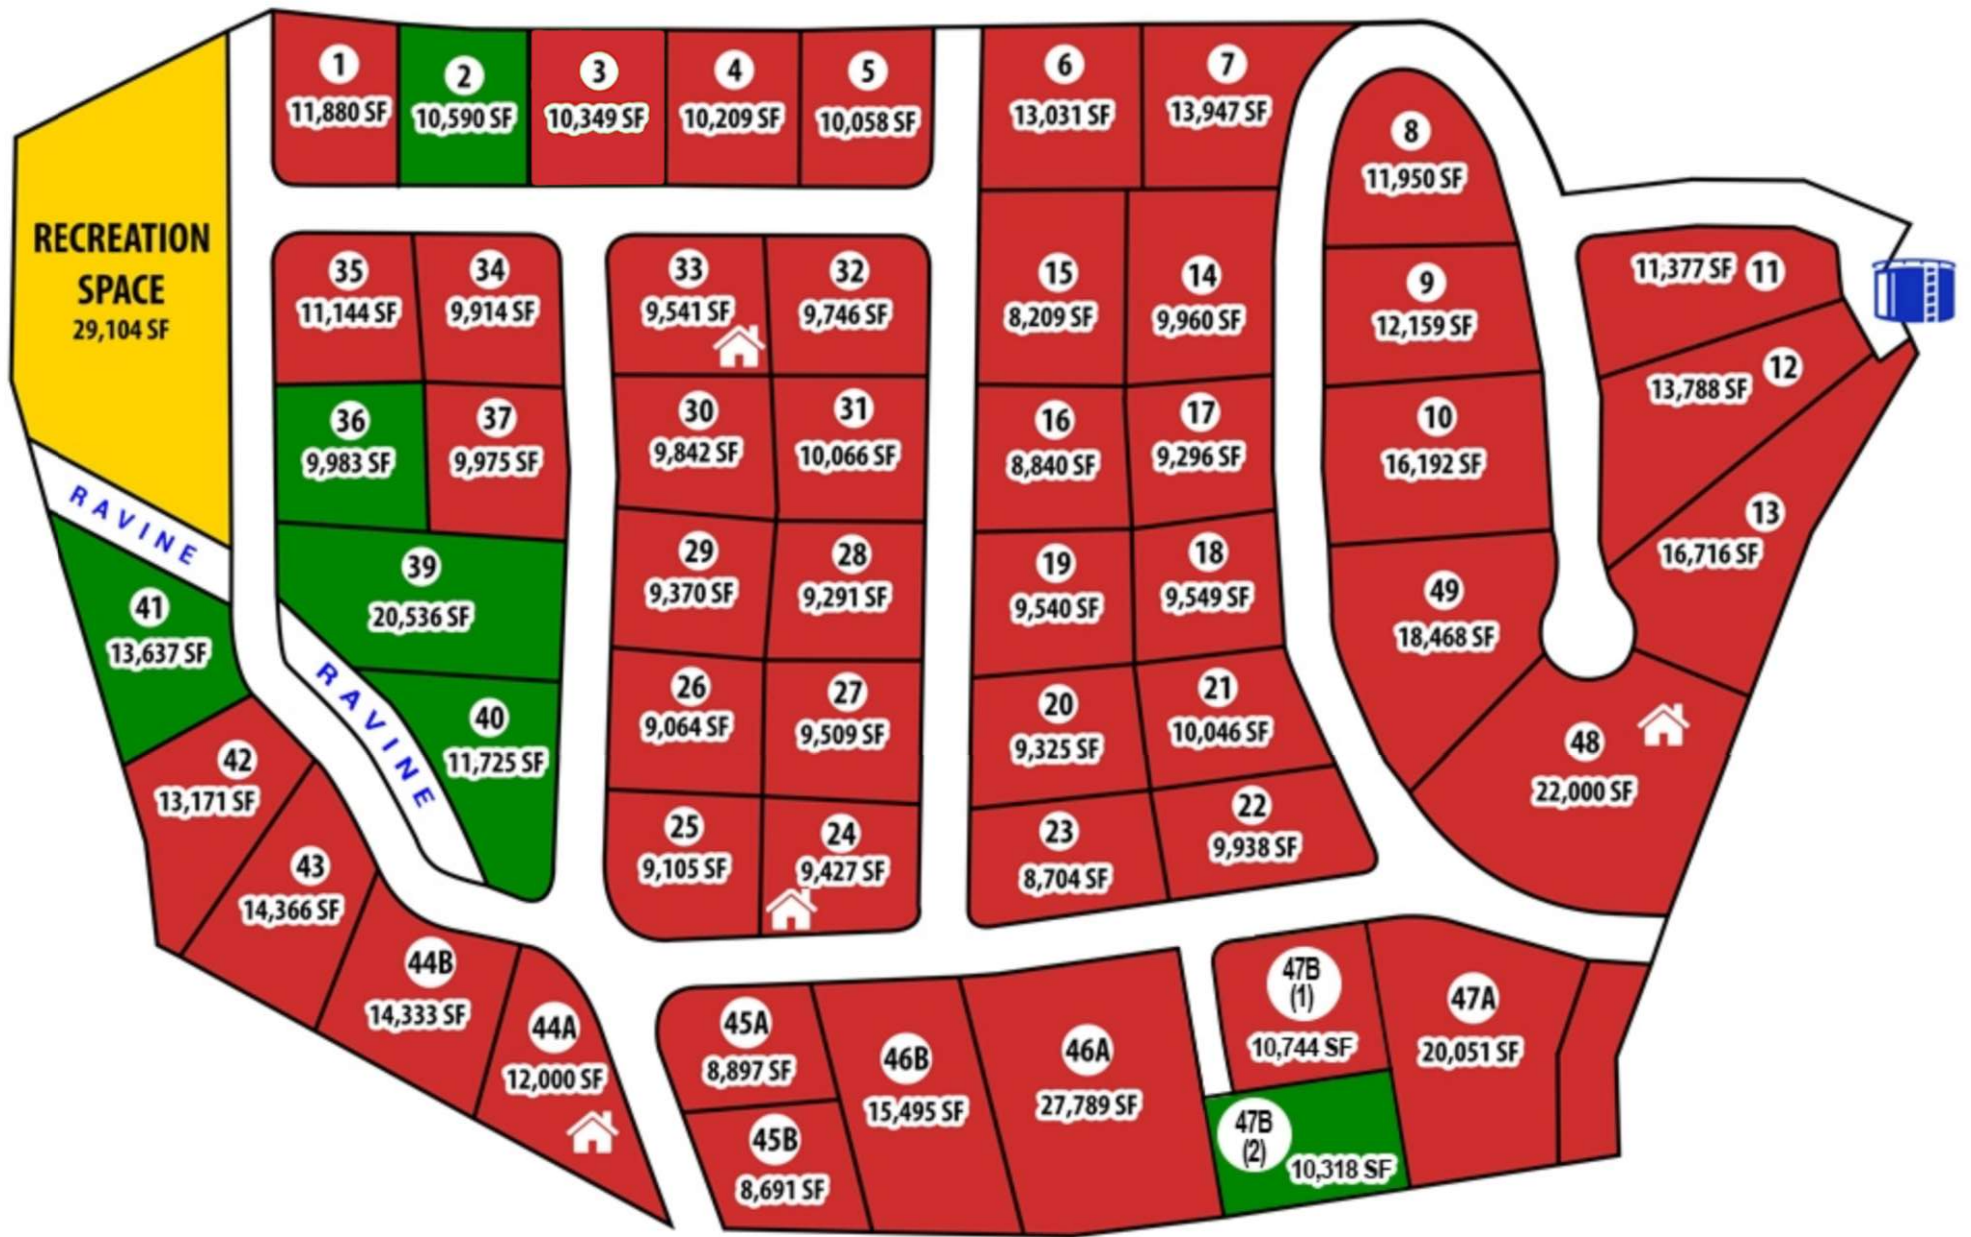 1
11,880 SF
2
10,590 SF
3
10,349 SF
4
10,209 SF
5
10,058 SF
6
13,031 SF
7
13,947 SF
8
11,950 SF
RECREATION
SPACE
29,104 SF
35
11,144 SF
34
9,914 SF
33
9,541 SF
32
9,746 SF
15
8,209 SF
14
9,960 SF
9
12,159 SF
11,377 SF 11
12
13,788 SF
36
9,983 SF
37
9,975 SF
30
9,842 SF
31
10,066 SF
16
8,840 SF
17
9,296 SF
10
16,192 SF
13
16,716 SF
RAVINE
39
20,536 SF
29
9,370 SF
28
9,291 SF
19
9,540 SF
18
9,549 SF
49
18,468 SF
41
13,637 SF
RAVINE
40
11,725 SF
26
9,064 SF
27
9,509 SF
20
9,325 SF
21
10,046 SF
48
22,000 SF
42
13,171 SF
43
14,366 SF
25
9,105 SF
24
9,427 SF
23
8,704 SF
22
9,938 SF
44B
14,333 SF
44A
12,000 SF
45A
8,897 SF
45B
8,691 SF
46B
15,495 SF
46A
27,789 SF
47B
(1)
10,744 SF
47A
20,051 SF
47B
(2)
10,318 SF